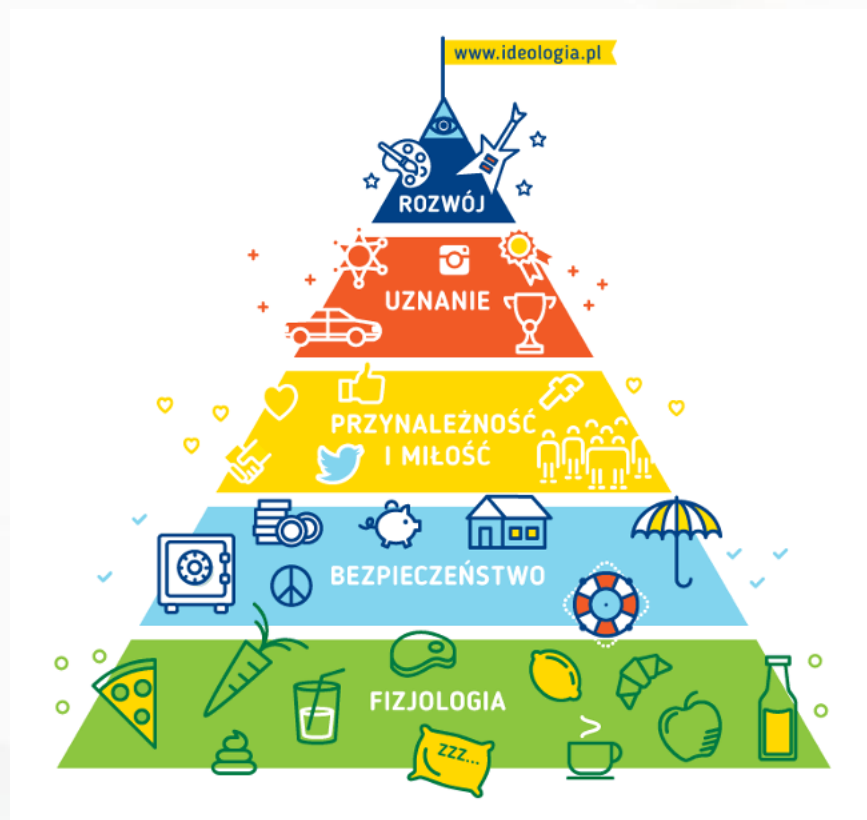 www.ideologia.pl
ROZWÓJ
UZNANIE
PRZYNALEŻNOŚĆ
I MIŁOŚĆ
BEZPIECZEŃSTWO
FIZJOLOGIA
ZZZ...